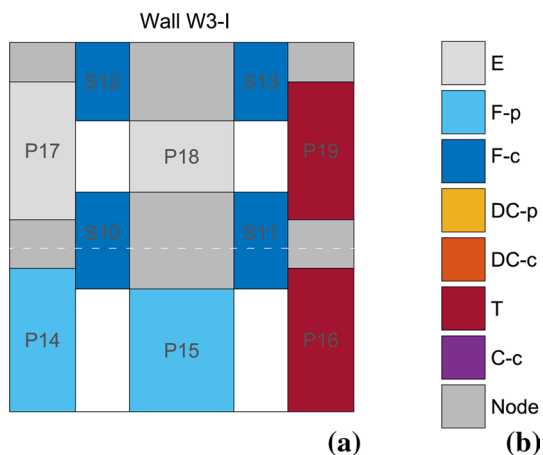 Wall W3-I
S12
S13
P17
P18
P19
S10
S11
P14
P15
P16
(a)
E
F-p
F-c
DC-p
DC-c
T
C-c
Node
(b)